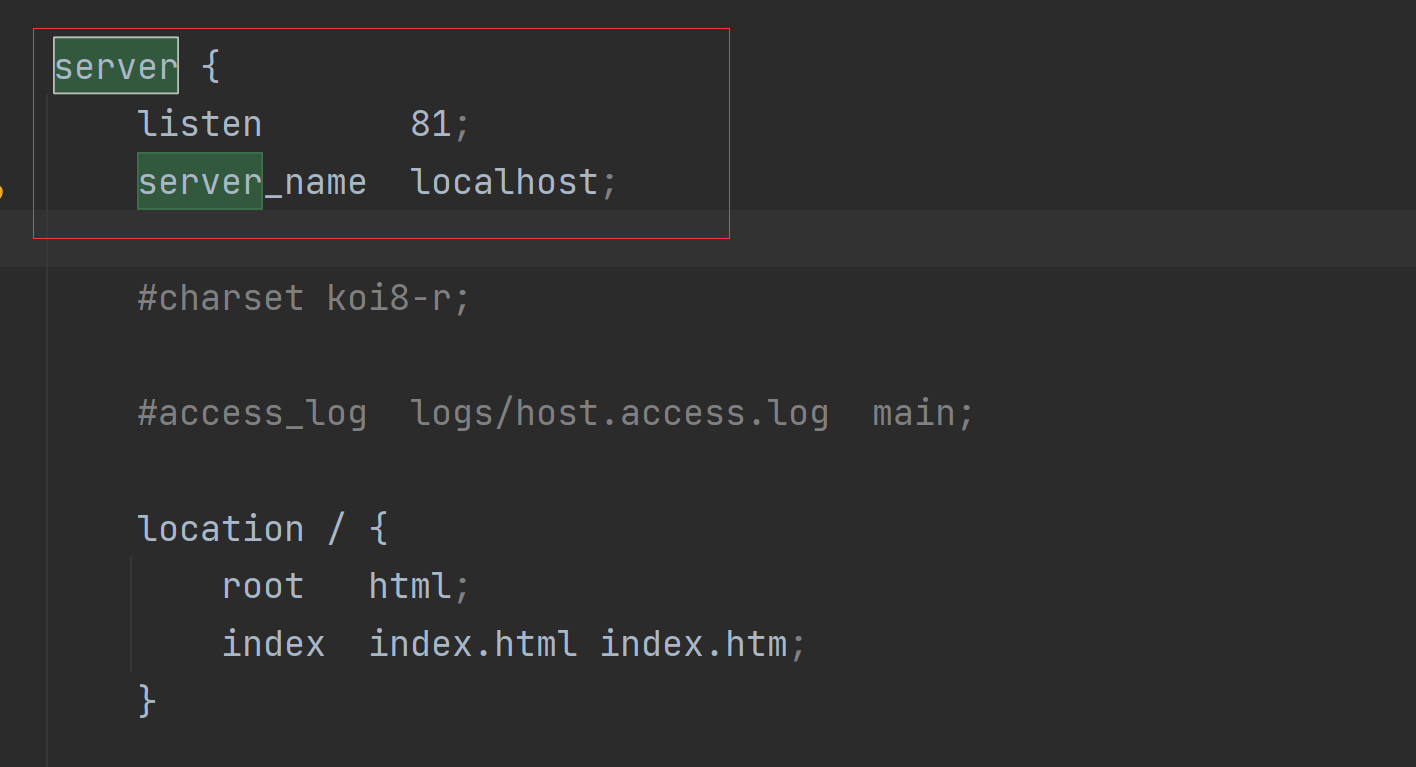 server {
listen       81;
server_name  localhost;
#charset koi8-r;
#access_log  logs/host.access.log  main;
location / {
root   html;
index  index.html index.htm;
}